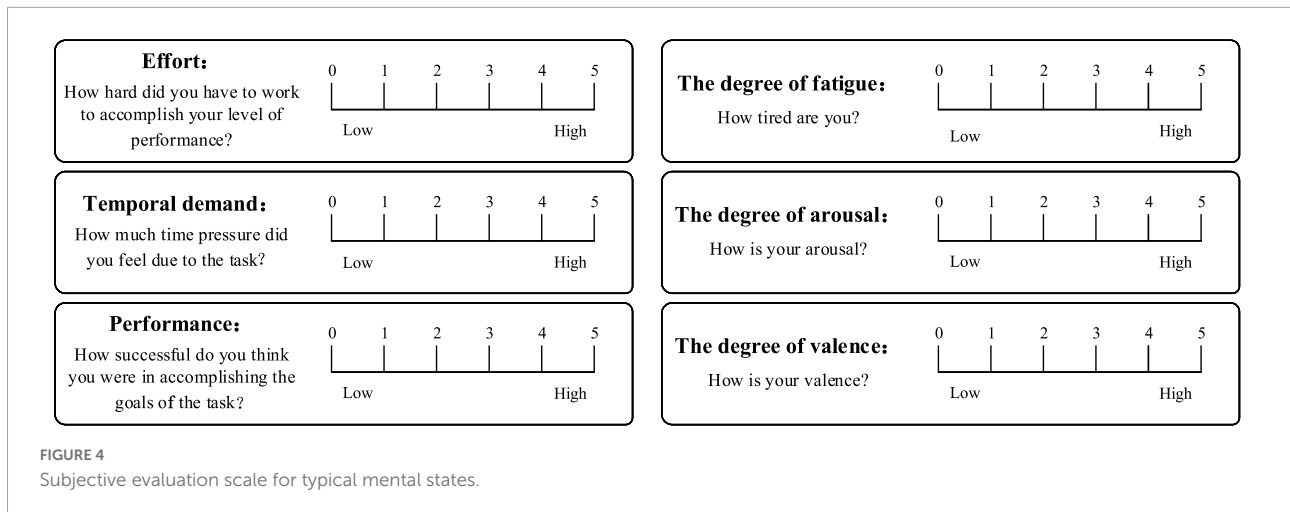 Effort：
How hard did you have to work
to accomplish your level of
performance?
0 1 2 3 4 5
Low High
The degree of fatigue：
How tired are you?
0 1 2 3 4 5
Low High
Temporal demand：
How much time pressure did
you feel due to the task?
0 1 2 3 4 5
Low High
The degree of arousal：
How is your arousal?
0 1 2 3 4 5
Low High
Performance：
How successful do you think
you were in accomplishing the
goals of the task?
0 1 2 3 4 5
Low High
The degree of valence：
How is your valence?
0 1 2 3 4 5
Low High
FIGURE 4
Subjective evaluation scale for typical mental states.